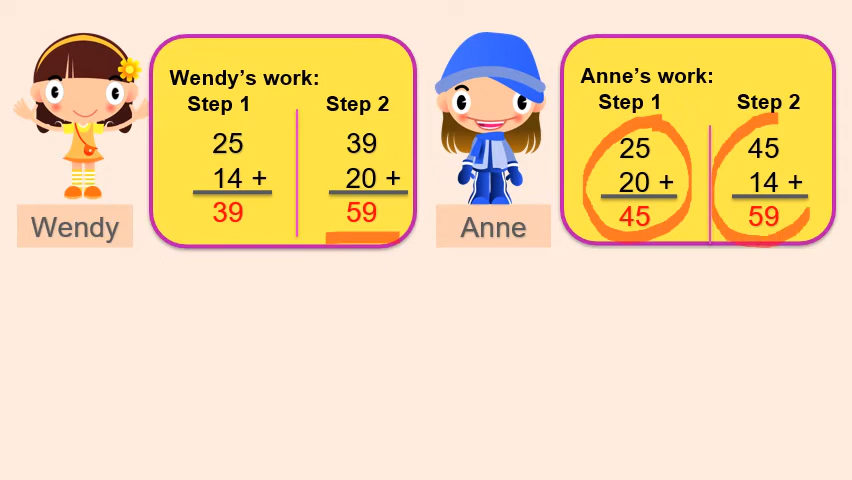 Wendy's work:
Step 1
Step 2
25
14 +
39
39
20 +
59
Wendy
Anne's work:
Step 1
Step 2
25
20 +
45
45
14 +
59
Anne